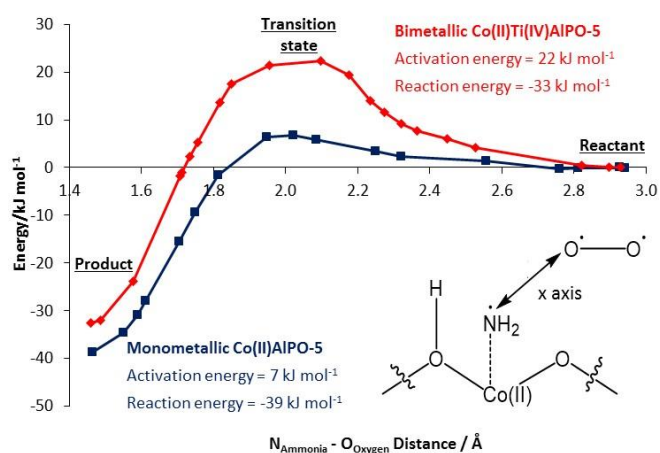 30
20
10
0
-10
-20
-30
-40
-50
Energy/kJ mol⁻¹
1.4 1.6 1.8 2.0 2.2 2.4 2.6 2.8 3.0
N_Ammonia - O_Oxygen Distance / Å
Transition
state
Reactant
Product
Bimetallic Co(II)Ti(IV)AlPO-5
Activation energy = 22 kJ mol⁻¹
Reaction energy = -33 kJ mol⁻¹
Monometallic Co(II)AlPO-5
Activation energy = 7 kJ mol⁻¹
Reaction energy = -39 kJ mol⁻¹
O O
x axis
H
NH₂
O O
Co(II)